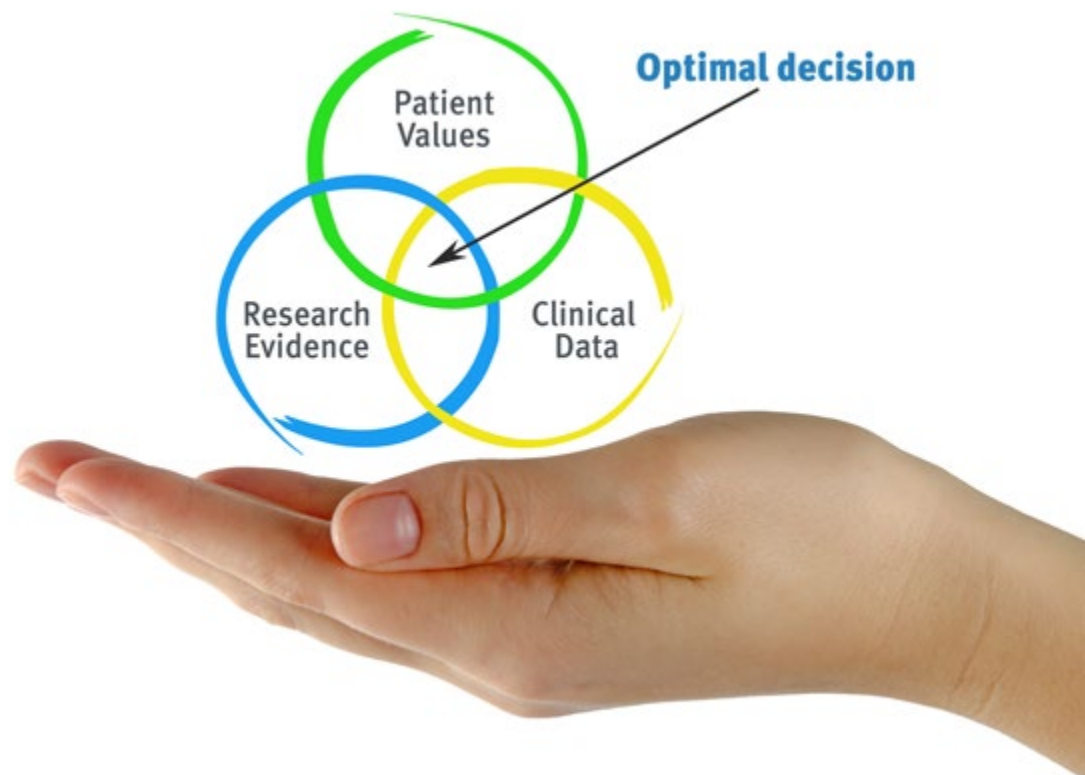 Optimal decision
Patient
Values
Research
Evidence
Clinical
Data